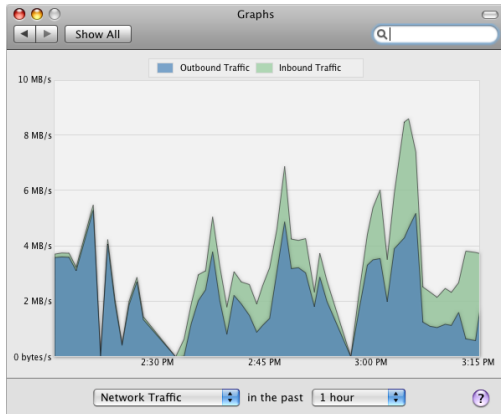 Graphs
Show All
Outbound Traffic Inbound Traffic
10 MB/s
8 MB/s
6 MB/s
4 MB/s
2 MB/s
0 bytes/s
2:30 PM 2:45 PM 3:00 PM 3:15 PM
Network Traffic in the past 1 hour ?